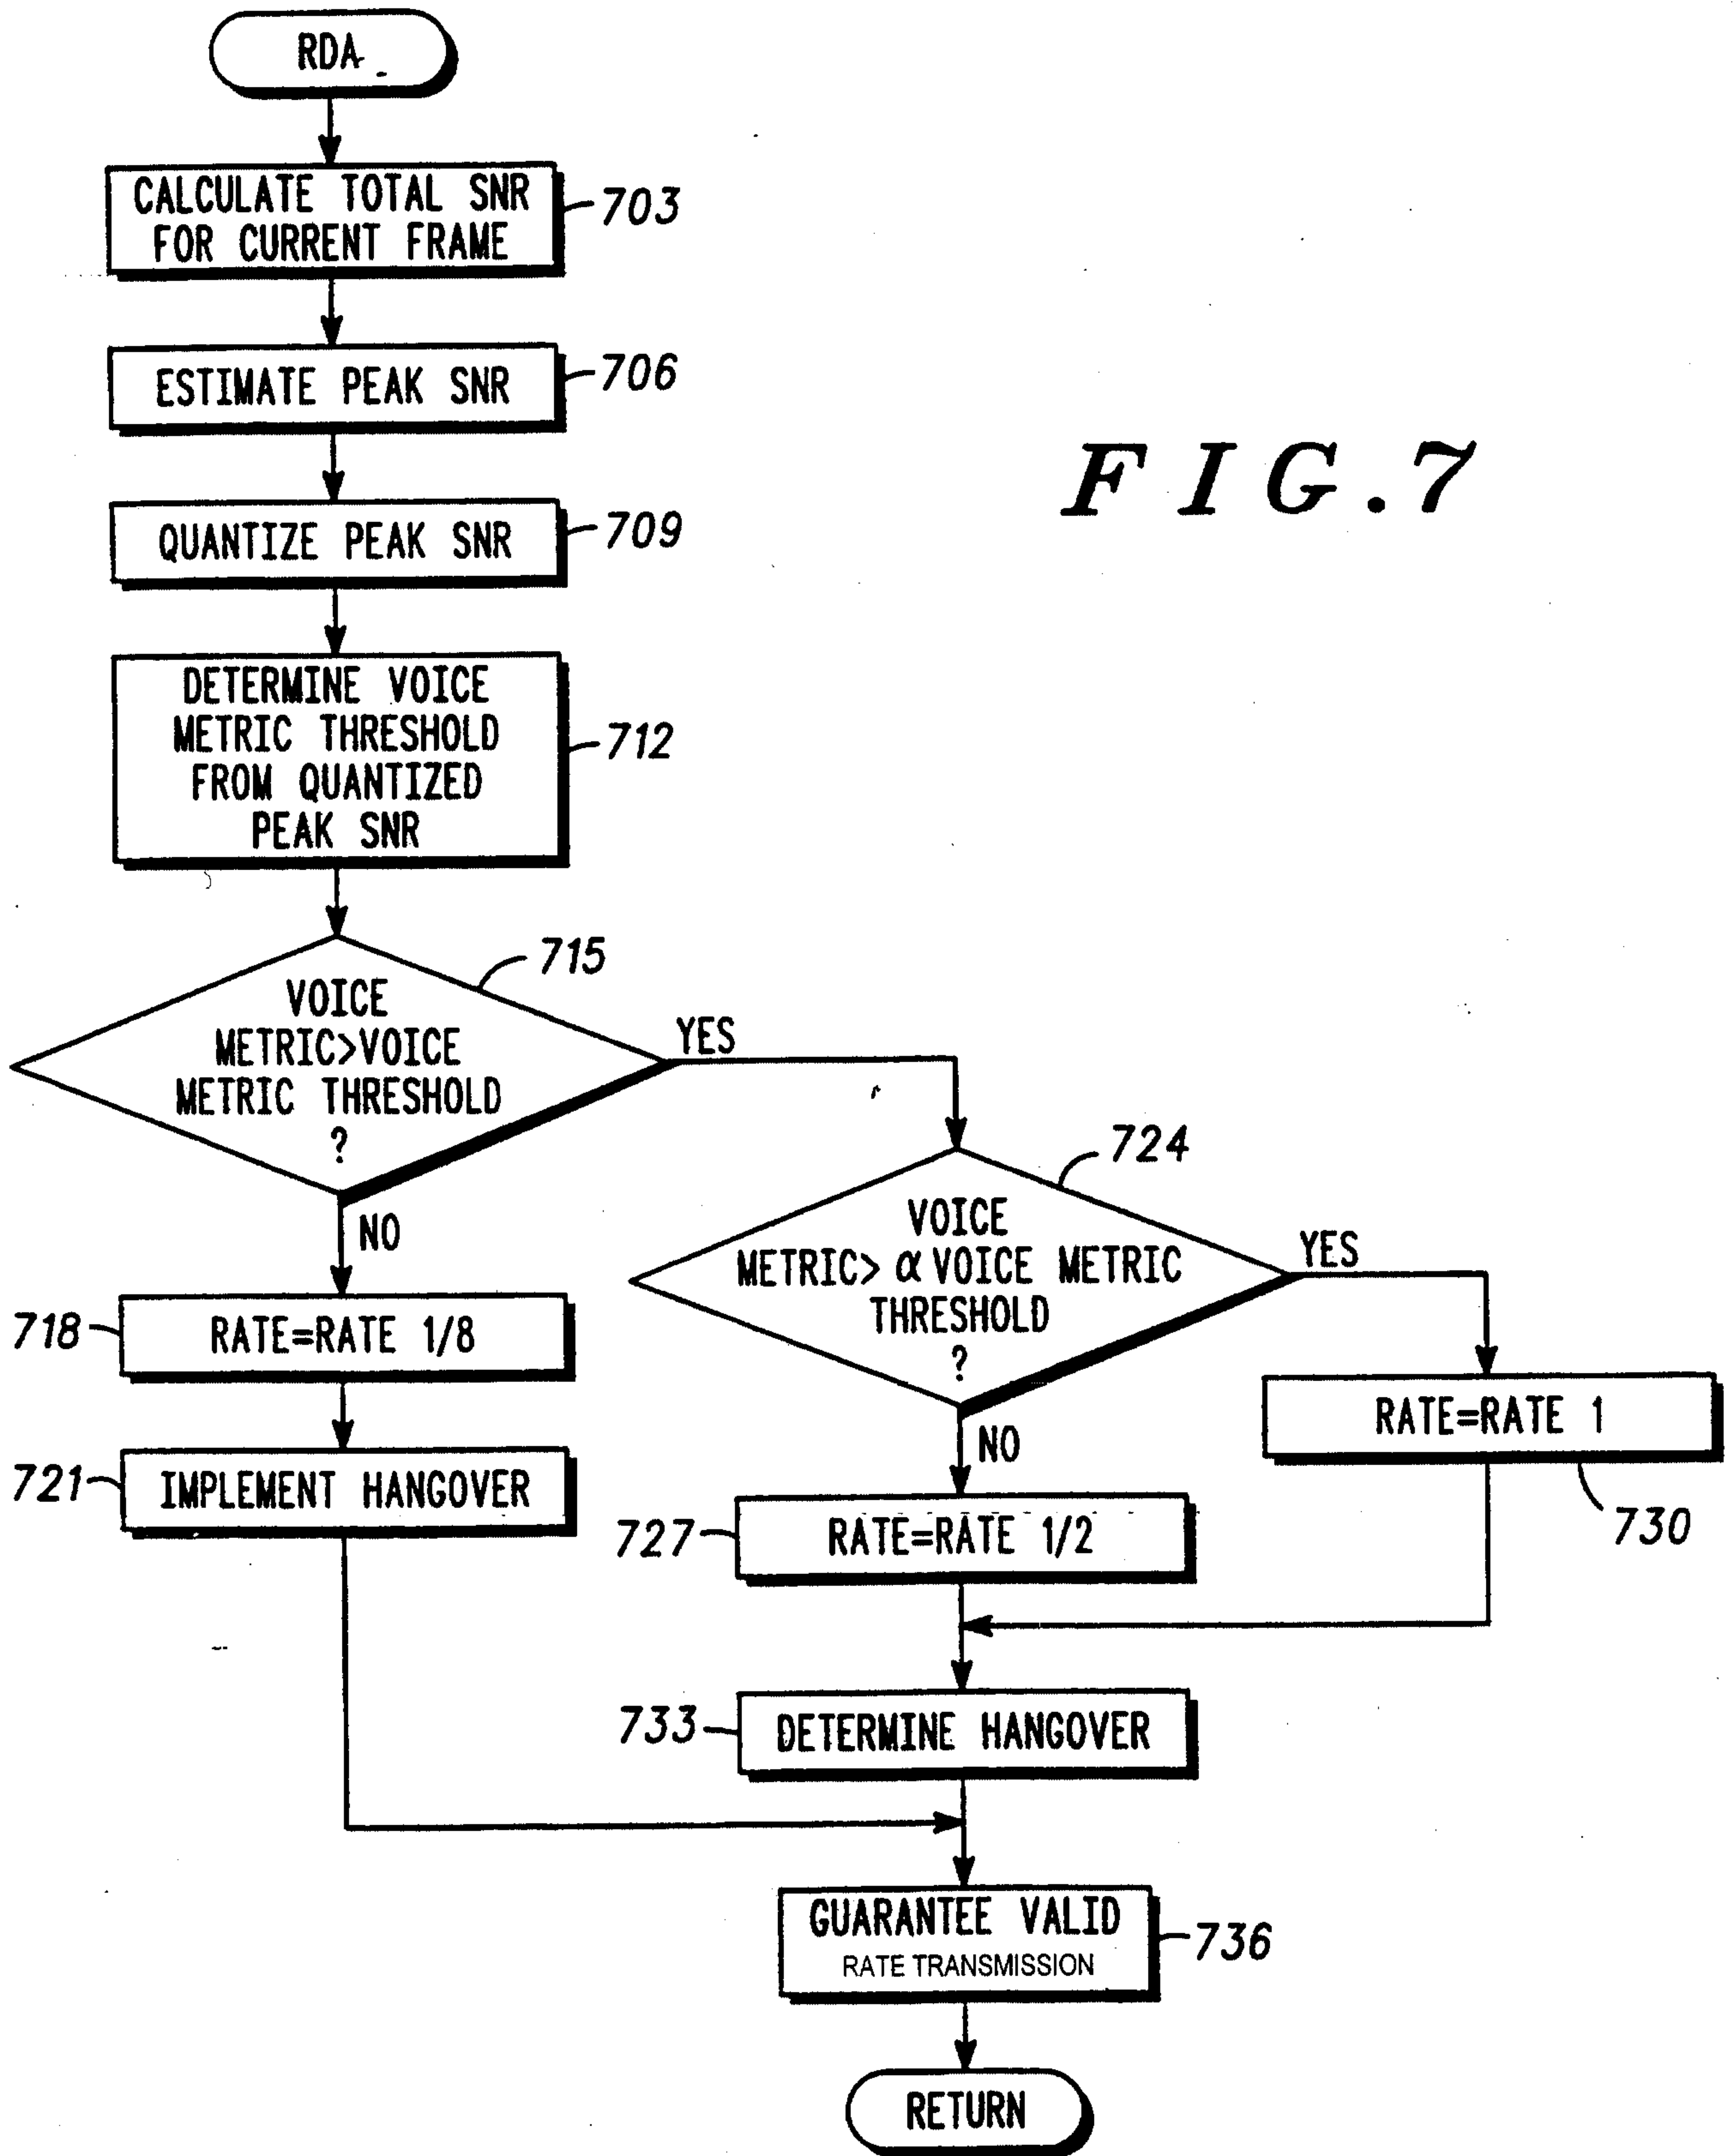 RDA
CALCULATE TOTAL SNR
FOR CURRENT FRAME
703
ESTIMATE PEAK SNR
706
FIG.7
QUANTIZE PEAK SNR
709
DETERMINE VOICE
METRIC THRESHOLD
FROM QUANTIZED
PEAK SNR
712
715
VOICE
METRIC>VOICE
METRIC THRESHOLD
?
YES
NO
724
VOICE
METRIC> α VOICE METRIC
THRESHOLD
?
YES
NO
718
RATE=RATE 1/8
RATE=RATE 1
730
721
IMPLEMENT HANGOVER
727
RATE=RATE 1/2
733
DETERMINE HANGOVER
GUARANTEE VALID
RATE TRANSMISSION
736
RETURN